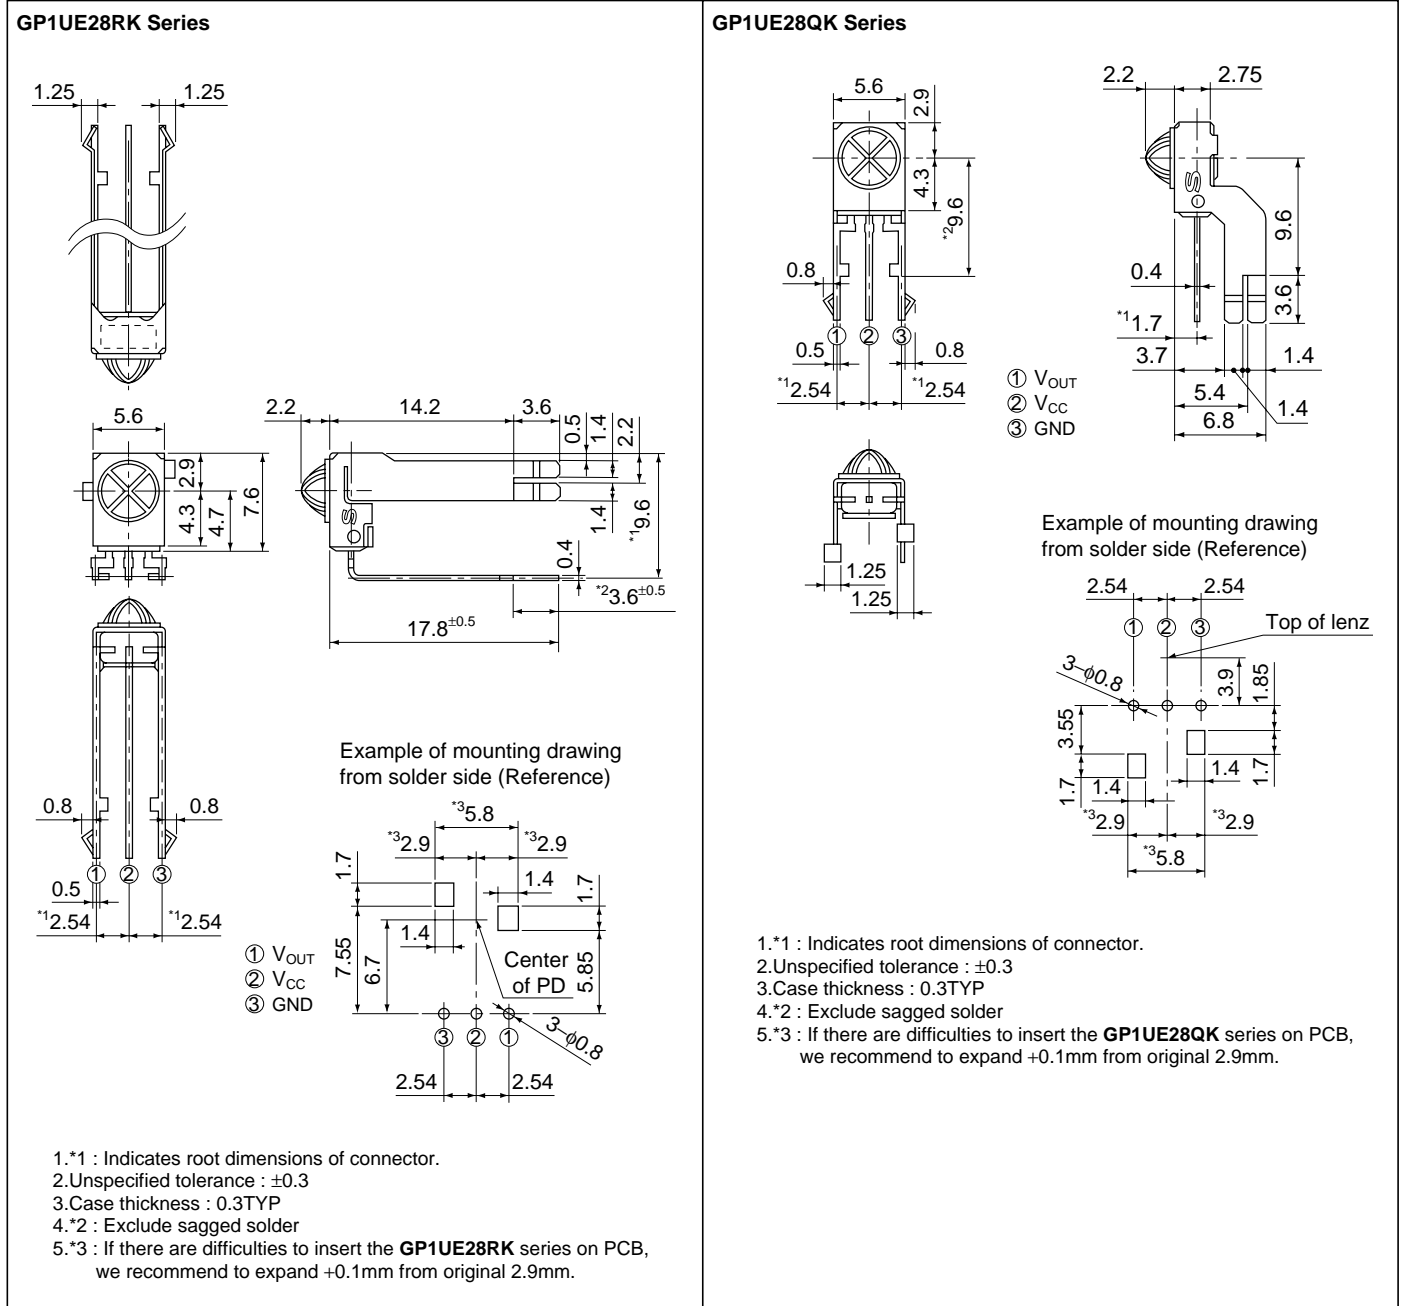 GP1UE28RK Series
1.25
1.25
5.6
2.9
4.3
4.7
7.6
2.2
14.2
3.6
0.5
1.4
2.2
1.4
*19.6
0.4
*23.6±0.5
17.8±0.5
0.8
0.8
① ② ③
0.5
*12.54
*12.54
① VOUT
② VCC
③ GND
Example of mounting drawing
from solder side (Reference)
*35.8
*32.9
*32.9
1.7
1.4
1.7
1.4
7.55
6.7
Center
of PD
5.85
③ ② ①
3–ϕ0.8
2.54
2.54
1.*1 : Indicates root dimensions of connector.
2.Unspecified tolerance : ±0.3
3.Case thickness : 0.3TYP
4.*2 : Exclude sagged solder
5.*3 : If there are difficulties to insert the GP1UE28RK series on PCB,
we recommend to expand +0.1mm from original 2.9mm.
GP1UE28QK Series
5.6
2.9
4.3
*29.6
0.8
① ② ③
0.5
0.8
*12.54
*12.54
2.2
2.75
9.6
3.6
0.4
*11.7
3.7
1.4
5.4
1.4
6.8
① VOUT
② VCC
③ GND
1.25
1.25
Example of mounting drawing
from solder side (Reference)
2.54
2.54
① ② ③
Top of lenz
3–ϕ0.8
3.9
1.85
3.55
1.7
1.4
1.4
1.7
*32.9
*32.9
*35.8
1.*1 : Indicates root dimensions of connector.
2.Unspecified tolerance : ±0.3
3.Case thickness : 0.3TYP
4.*2 : Exclude sagged solder
5.*3 : If there are difficulties to insert the GP1UE28QK series on PCB,
we recommend to expand +0.1mm from original 2.9mm.